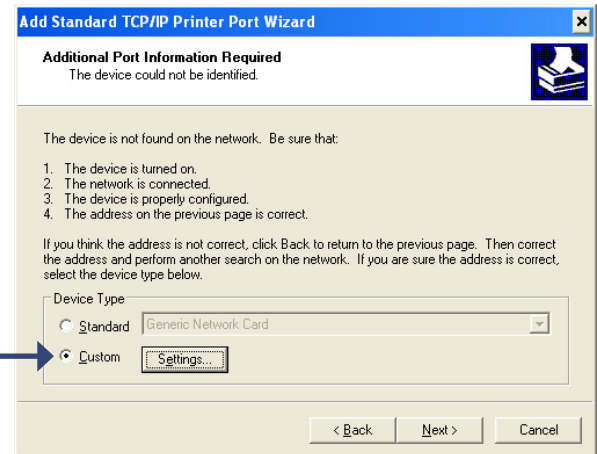 Add Standard TCP/IP Printer Port Wizard
Additional Port Information Required
The device could not be identified.
The device is not found on the network.  Be sure that:
1.  The device is turned on.
2.  The network is connected.
3.  The device is properly configured.
4.  The address on the previous page is correct.
If you think the address is not correct, click Back to return to the previous page.  Then correct
the address and perform another search on the network.  If you are sure the address is correct,
select the device type below.
Device Type
Standard Generic Network Card
Custom Settings...
< Back Next > Cancel